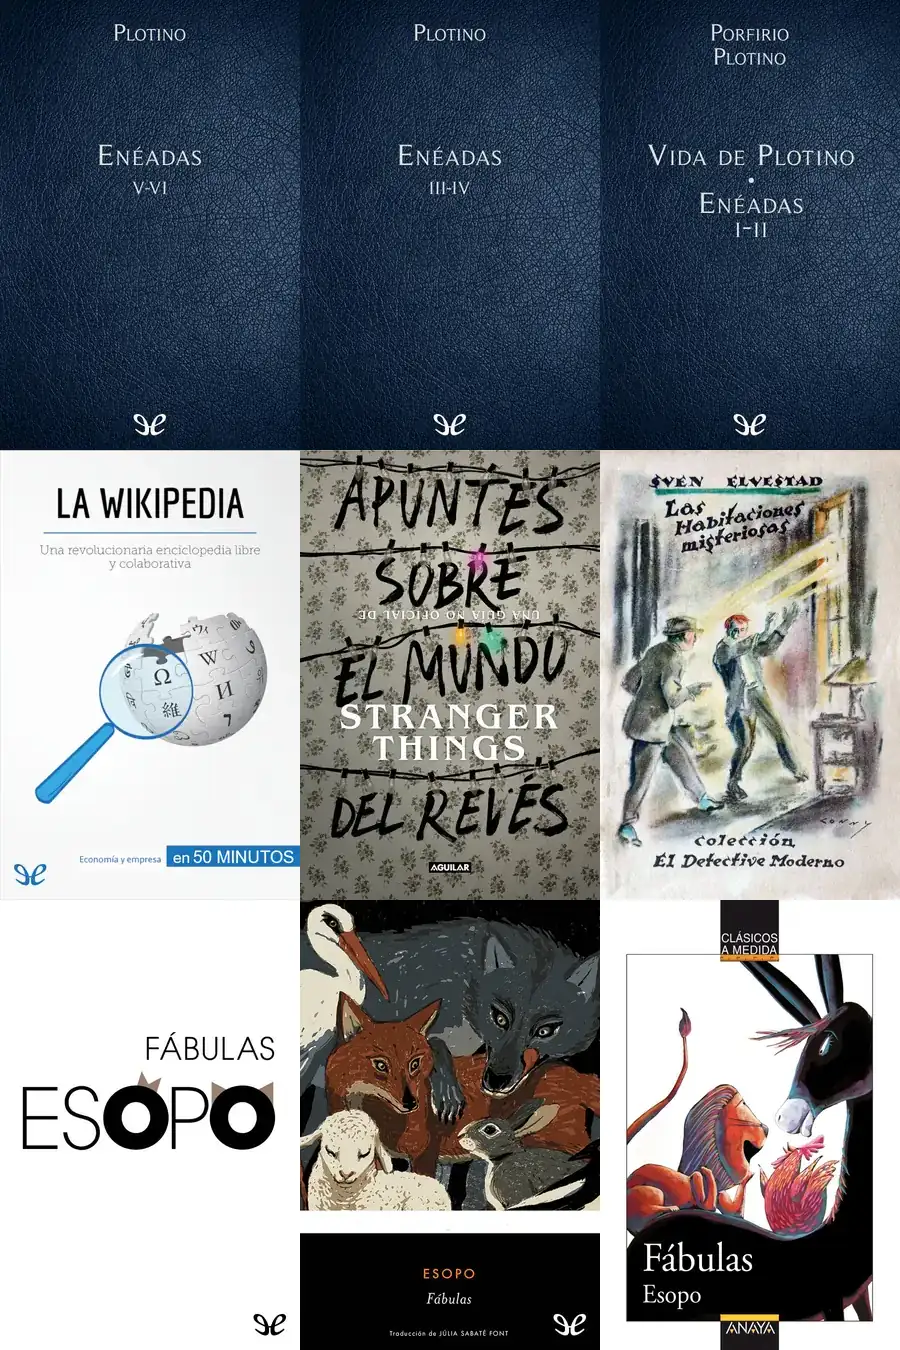 PLOTINO
ENÉADAS
V-VI
PLOTINO
ENÉADAS
III-IV
PORFIRIO
PLOTINO
VIDA DE PLOTINO
•
ENÉADAS
I-II
LA WIKIPEDIA
Una revolucionaria enciclopedia libre
y colaborativa
Ω
W
И
維
7
Economía y empresa
en 50 MINUTOS
APUNTES
SOBRE
UNA GUÍA NO OFICIAL DE
EL MUNDO
STRANGER
THINGS
DEL REVÉS
AGUILAR
SVEN ELVESTAD
Las
Habitaciones
misteriosas
CONNY
colección
El Detective Moderno
FÁBULAS
ESOPO
ESOPO
Fábulas
Traducción de JÚLIA SABATÉ FONT
CLÁSICOS
A MEDIDA
Fábulas
Esopo
ANAYA